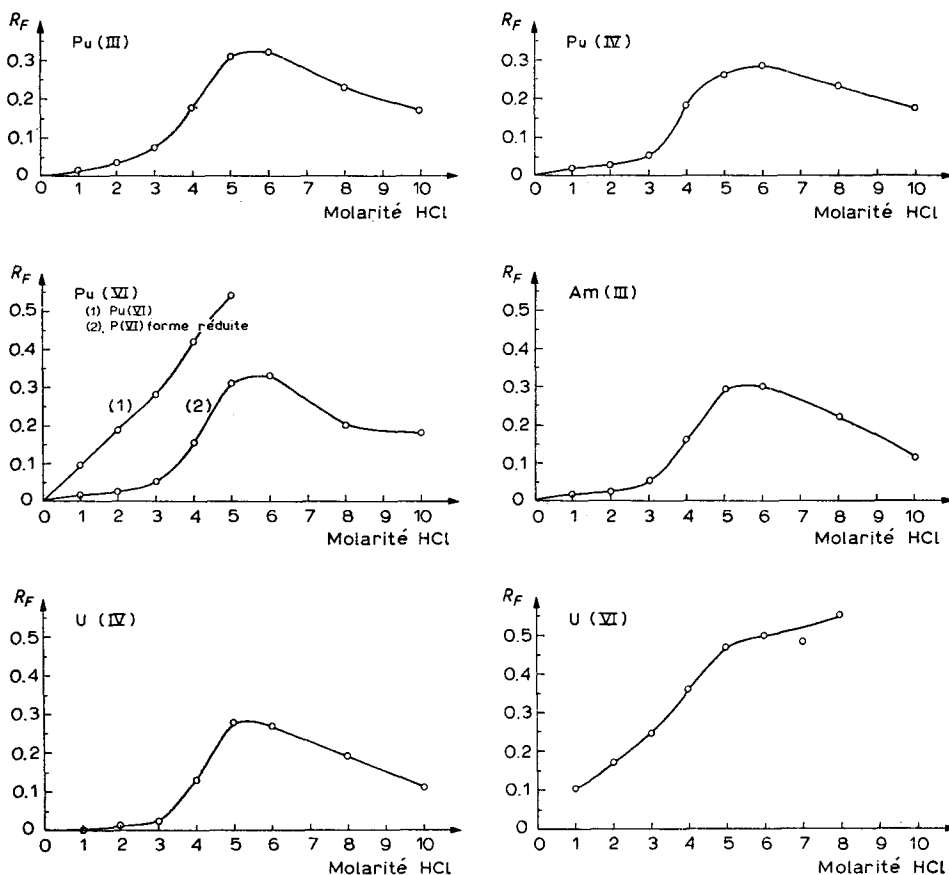 R_F
Pu (III)
0.3
0.2
0.1
0
0 1 2 3 4 5 6 7 8 9 10
Molarité HCl
R_F
Pu (IV)
0.3
0.2
0.1
0
0 1 2 3 4 5 6 7 8 9 10
Molarité HCl
R_F
Pu (VI)
(1) Pu(VI)
(2). P(VI) forme réduite
0.5
0.4
0.3
0.2
0.1
0
(1)
(2)
0 1 2 3 4 5 6 7 8 9 10
Molarité HCl
R_F
Am (III)
0.5
0.4
0.3
0.2
0.1
0
0 1 2 3 4 5 6 7 8 9 10
Molarité HCl
R_F
U (IV)
0.5
0.4
0.3
0.2
0.1
0
0 1 2 3 4 5 6 7 8 9 10
Molarité HCl
R_F
U (VI)
0.5
0.4
0.3
0.2
0.1
0
0 1 2 3 4 5 6 7 8 9 10
Molarité HCl